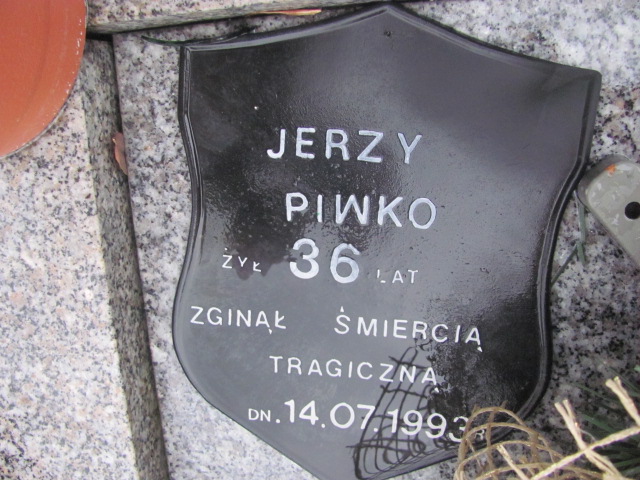 JERZY
PIWKO
ŻYŁ 36 LAT
ZGINĄŁ ŚMIERCIĄ
TRAGICZNĄ
DN. 14.07.1993 r